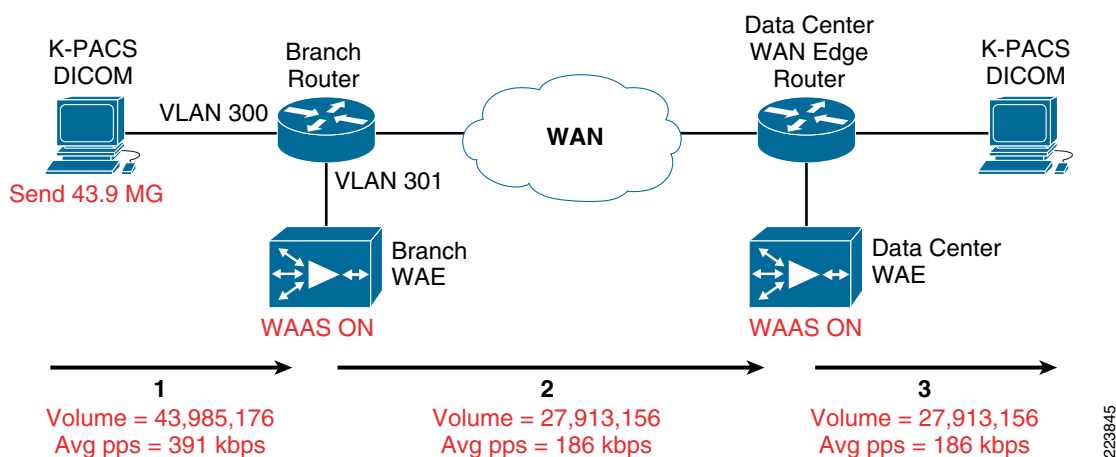 K-PACS
DICOM
Branch
Router
Data Center
WAN Edge
Router
K-PACS
DICOM
VLAN 300
WAN
Send 43.9 MG
VLAN 301
Branch
WAE
Data Center
WAE
WAAS ON
WAAS ON
1
Volume = 43,985,176
Avg pps = 391 kbps
2
Volume = 27,913,156
Avg pps = 186 kbps
3
Volume = 27,913,156
Avg pps = 186 kbps
223845